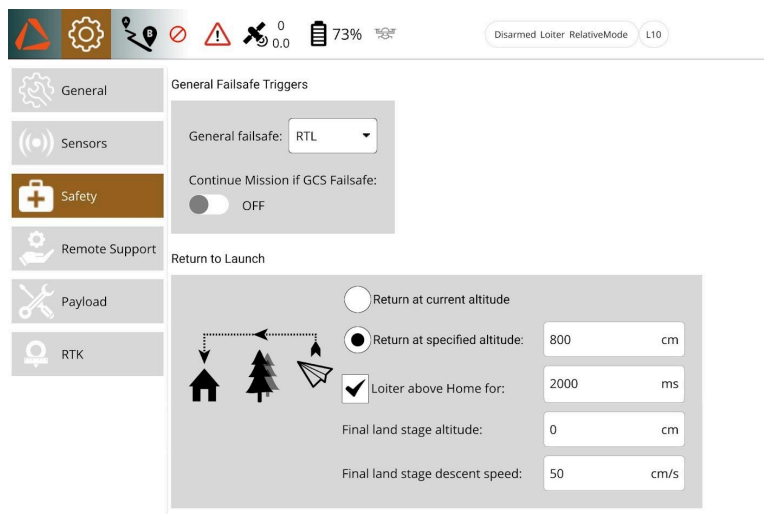 B
0
0.0
73%
Disarmed Loiter RelativeMode
L10
General
Sensors
Safety
Remote Support
Payload
RTK
General Failsafe Triggers
General failsafe: RTL
Continue Mission if GCS Failsafe:
OFF
Return to Launch
Return at current altitude
Return at specified altitude: 800 cm
Loiter above Home for: 2000 ms
Final land stage altitude: 0 cm
Final land stage descent speed: 50 cm/s